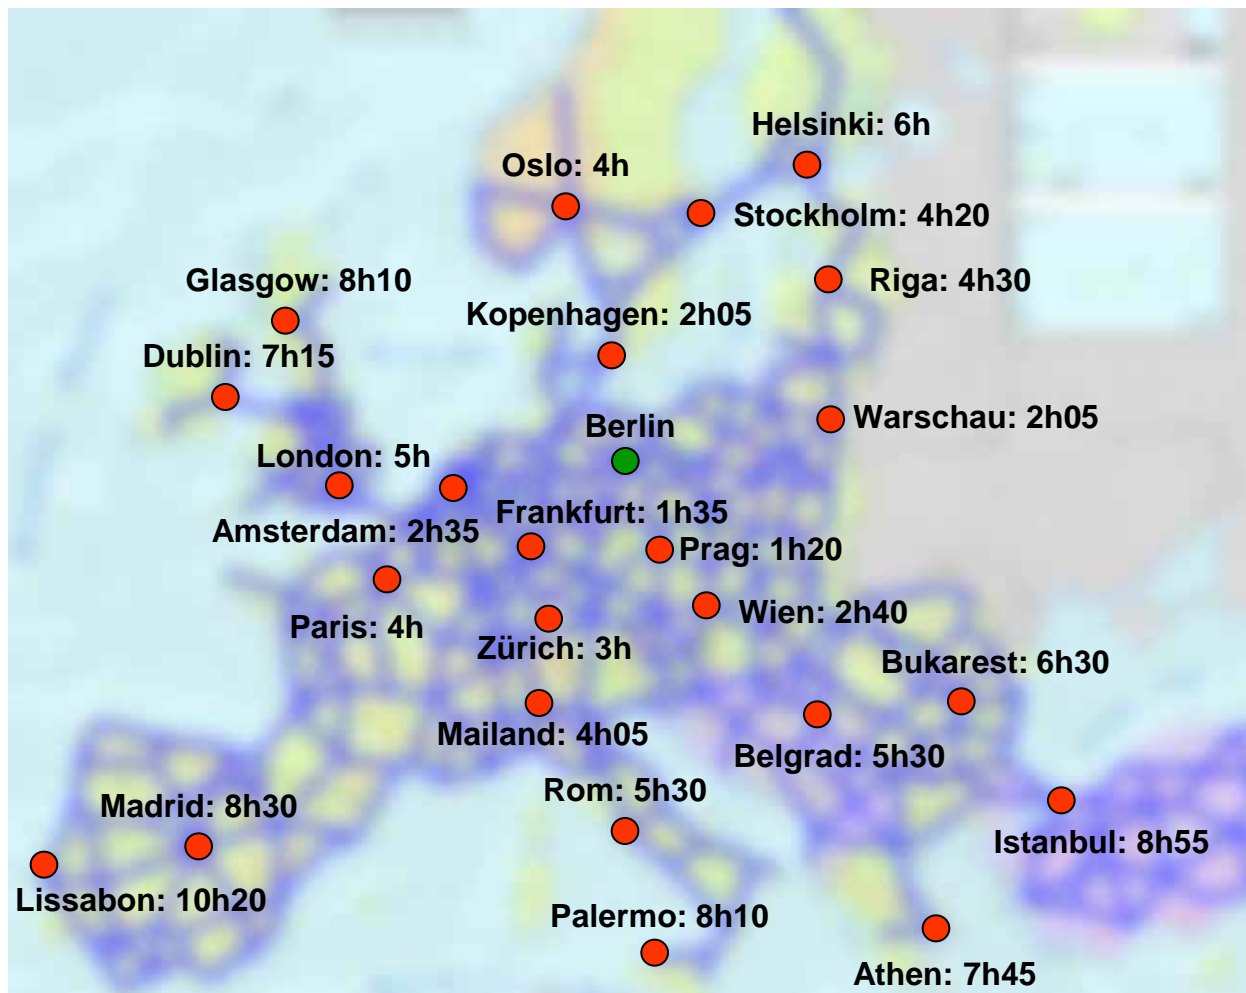 Helsinki: 6h
Oslo: 4h
Stockholm: 4h20
Glasgow: 8h10
Riga: 4h30
Kopenhagen: 2h05
Dublin: 7h15
Warschau: 2h05
Berlin
London: 5h
Frankfurt: 1h35
Amsterdam: 2h35
Prag: 1h20
Wien: 2h40
Paris: 4h
Zürich: 3h
Bukarest: 6h30
Mailand: 4h05
Belgrad: 5h30
Rom: 5h30
Madrid: 8h30
Istanbul: 8h55
Lissabon: 10h20
Palermo: 8h10
Athen: 7h45